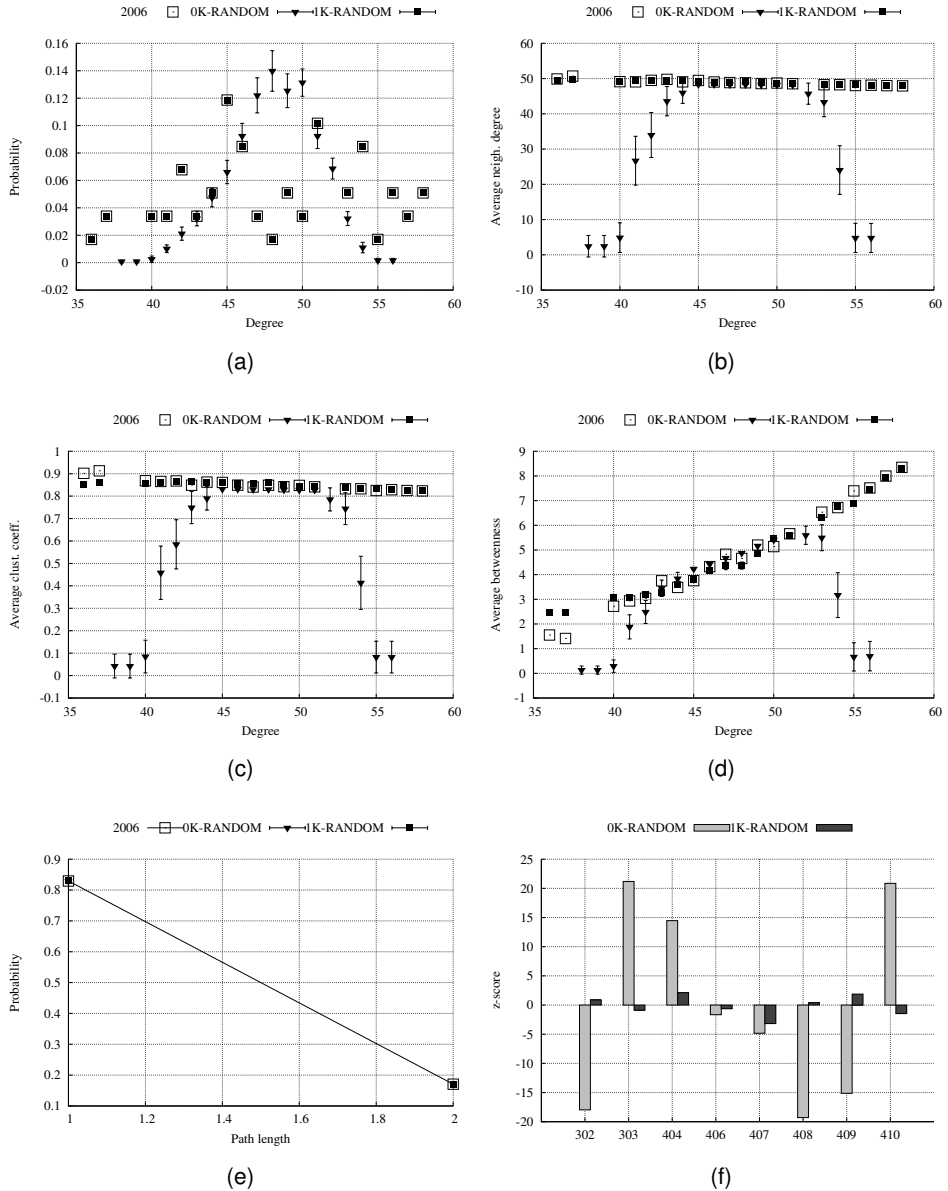 2006 0K-RANDOM 1K-RANDOM
0.16
0.14
0.12
0.1
0.08
0.06
0.04
0.02
0
-0.02
Probability
35 40 45 50 55 60
Degree
(a)
2006 0K-RANDOM 1K-RANDOM
60
50
40
30
20
10
0
-10
Average neigh. degree
35 40 45 50 55 60
Degree
(b)
2006 0K-RANDOM 1K-RANDOM
1
0.9
0.8
0.7
0.6
0.5
0.4
0.3
0.2
0.1
0
-0.1
Average clust. coeff.
35 40 45 50 55 60
Degree
(c)
2006 0K-RANDOM 1K-RANDOM
9
8
7
6
5
4
3
2
1
0
-1
Average betweenness
35 40 45 50 55 60
Degree
(d)
2006 0K-RANDOM 1K-RANDOM
0.9
0.8
0.7
0.6
0.5
0.4
0.3
0.2
0.1
Probability
1 1.2 1.4 1.6 1.8 2
Path length
(e)
0K-RANDOM 1K-RANDOM
25
20
15
10
5
0
-5
-10
-15
-20
z-score
302 303 404 406 407 408 409 410
(f)